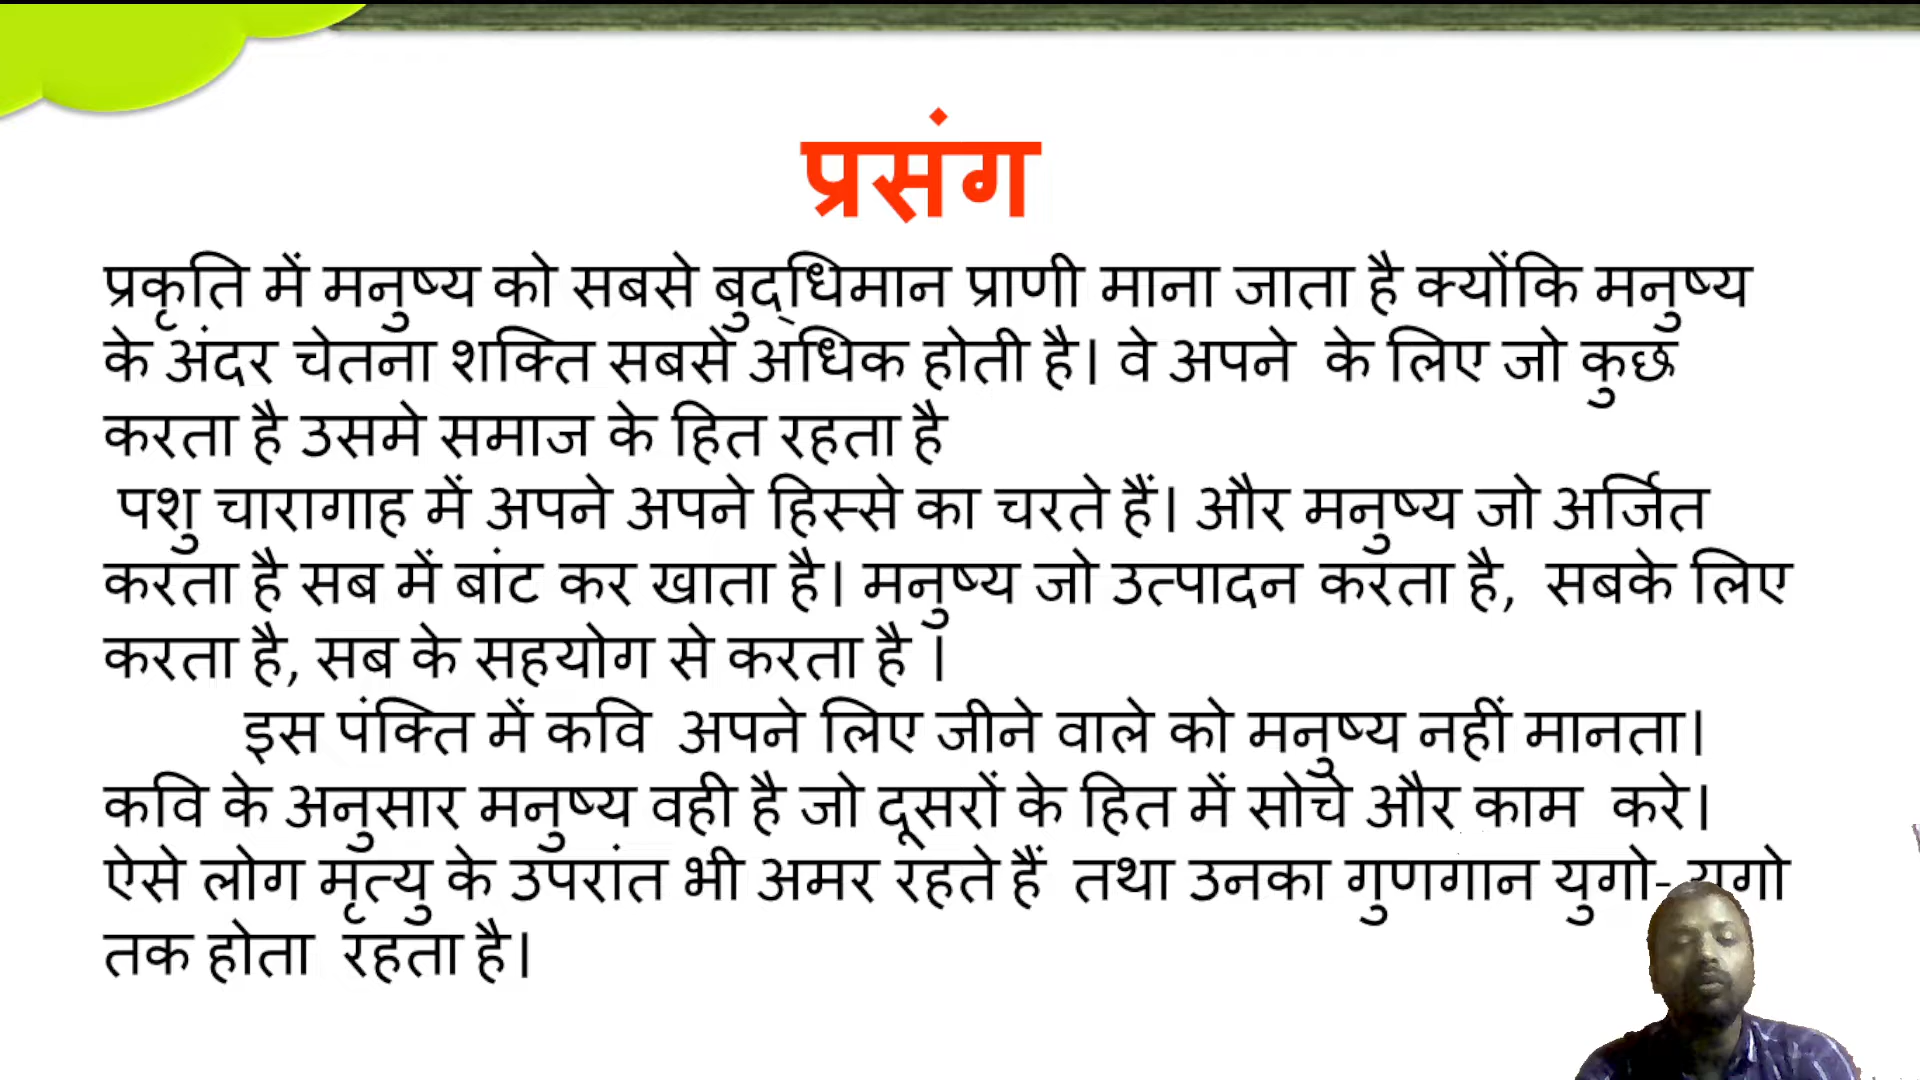 प्रसंग
प्रकृति में मनुष्य को सबसे बुद्धिमान प्राणी माना जाता है क्योंकि मनुष्य
के अंदर चेतना शक्ति सबसे अधिक होती है। वे अपने के लिए जो कुछ
करता है उसमे समाज के हित रहता है
पशु चारागाह में अपने अपने हिस्से का चरते हैं। और मनुष्य जो अर्जित
करता है सब में बांट कर खाता है। मनुष्य जो उत्पादन करता है, सबके लिए
करता है, सब के सहयोग से करता है ।
इस पंक्ति में कवि अपने लिए जीने वाले को मनुष्य नहीं मानता।
कवि के अनुसार मनुष्य वही है जो दूसरों के हित में सोचे और काम करे।
ऐसे लोग मृत्यु के उपरांत भी अमर रहते हैं तथा उनका गुणगान युगो- युगो
तक होता रहता है।